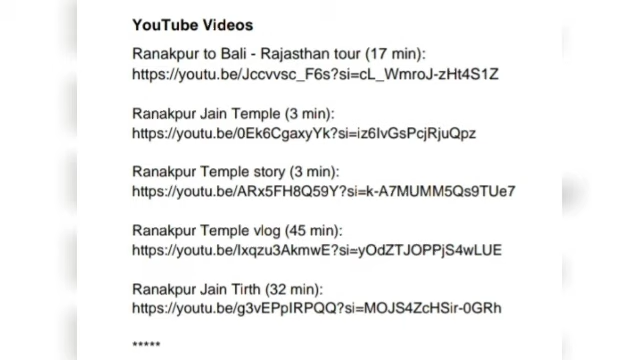 YouTube Videos
Ranakpur to Bali - Rajasthan tour (17 min):
https://youtu.be/Jccvvsc_F6s?si=cL_WmroJ-zHt4S1Z
Ranakpur Jain Temple (3 min):
https://youtu.be/0Ek6CgaxyYk?si=iz6IvGsPcjRjuQpz
Ranakpur Temple story (3 min):
https://youtu.be/ARx5FH8Q59Y?si=k-A7MUMM5Qs9TUe7
Ranakpur Temple vlog (45 min):
https://youtu.be/Ixqzu3AkmwE?si=yOdZTJOPPjS4wLUE
Ranakpur Jain Tirth (32 min):
https://youtu.be/g3vEPpIRPQQ?si=MOJS4ZcHSir-0GRh
*****